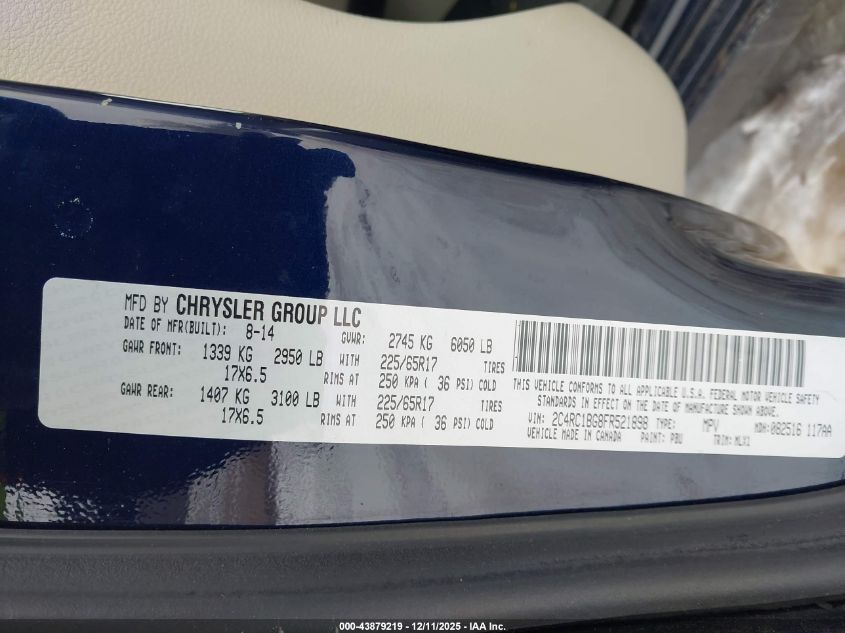 MFD BY CHRYSLER GROUP LLC
DATE OF MFR(BUILT): 8-14 GVWR: 2745 KG 6050 LB
GAWR FRONT: 1339 KG 2950 LB WITH 225/65R17 TIRES
17X6.5 RIMS AT 250 KPA ( 36 PSI) COLD
GAWR REAR: 1407 KG 3100 LB WITH 225/65R17 TIRES
17X6.5 RIMS AT 250 KPA ( 36 PSI) COLD
THIS VEHICLE CONFORMS TO ALL APPLICABLE U.S.A. FEDERAL MOTOR VEHICLE SAFETY
STANDARDS IN EFFECT ON THE DATE OF MANUFACTURE SHOWN ABOVE.
VIN: 2C4RC1BG8FR521898 TYPE: MPV MDH: 082516 117AA
VEHICLE MADE IN CANADA PAINT: PBU TRIM: MLX1
000-43879219 - 12/11/2025 - IAA Inc.